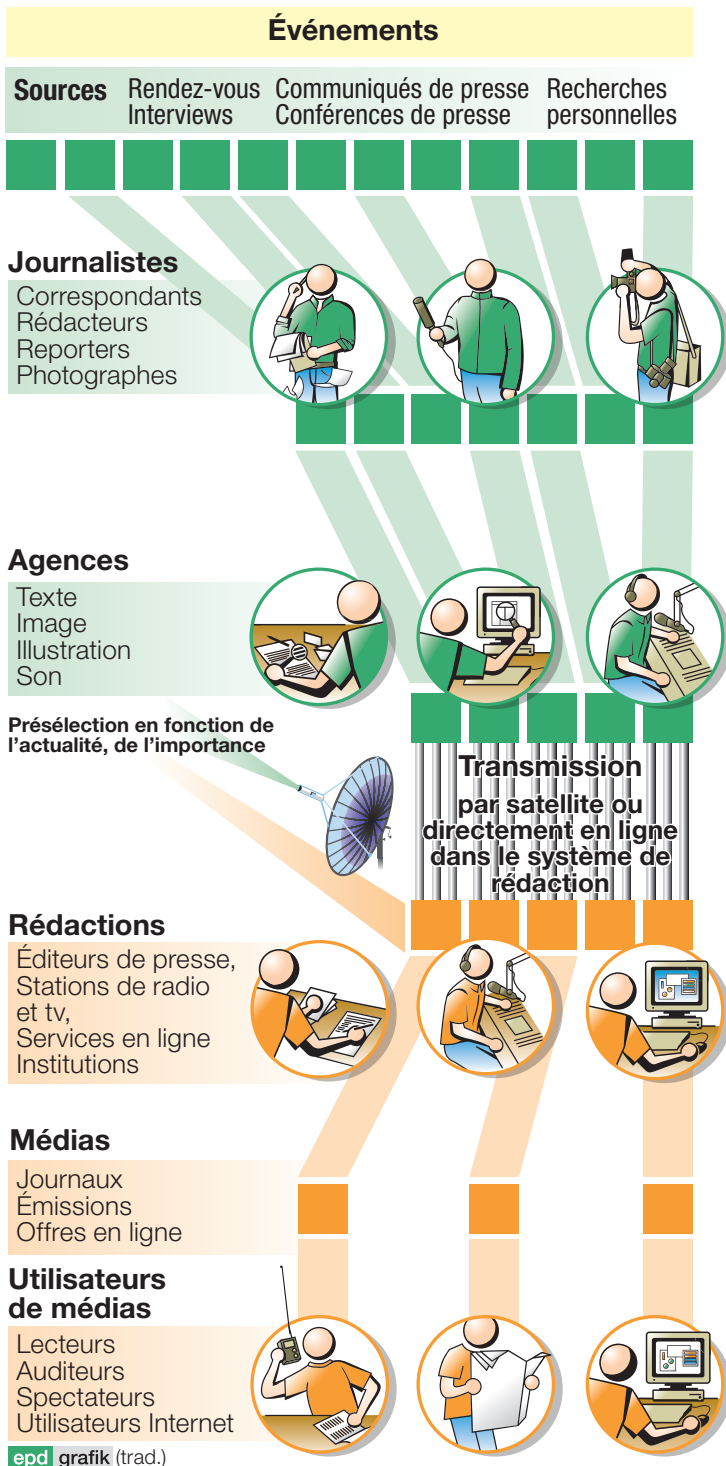 Événements
Sources
Rendez-vous
Interviews
Communiqués de presse
Conférences de presse
Recherches
personnelles
Journalistes
Correspondants
Rédacteurs
Reporters
Photographes
Agences
Texte
Image
Illustration
Son
Présélection en fonction de
l'actualité, de l'importance
Transmission
par satellite ou
directement en ligne
dans le système de
rédaction
Rédactions
Éditeurs de presse,
Stations de radio
et tv,
Services en ligne
Institutions
Médias
Journaux
Émissions
Offres en ligne
Utilisateurs
de médias
Lecteurs
Auditeurs
Spectateurs
Utilisateurs Internet
epd grafik (trad.)